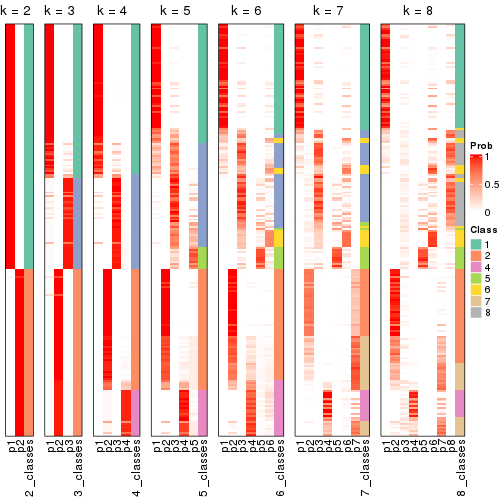 k = 2 k = 3 k = 4 k = 5 k = 6 k = 7 k = 8
Prob
1
0.5
0
Class
1
2
4
5
6
7
8
p1 p2 2_classes
p1 p2 p3 3_classes
p1 p2 p3 p4 4_classes
p1 p2 p3 p4 p5 5_classes
p1 p2 p3 p4 p5 p6 6_classes
p1 p2 p3 p4 p5 p6 p7 7_classes
p1 p2 p3 p4 p5 p6 p7 p8 8_classes